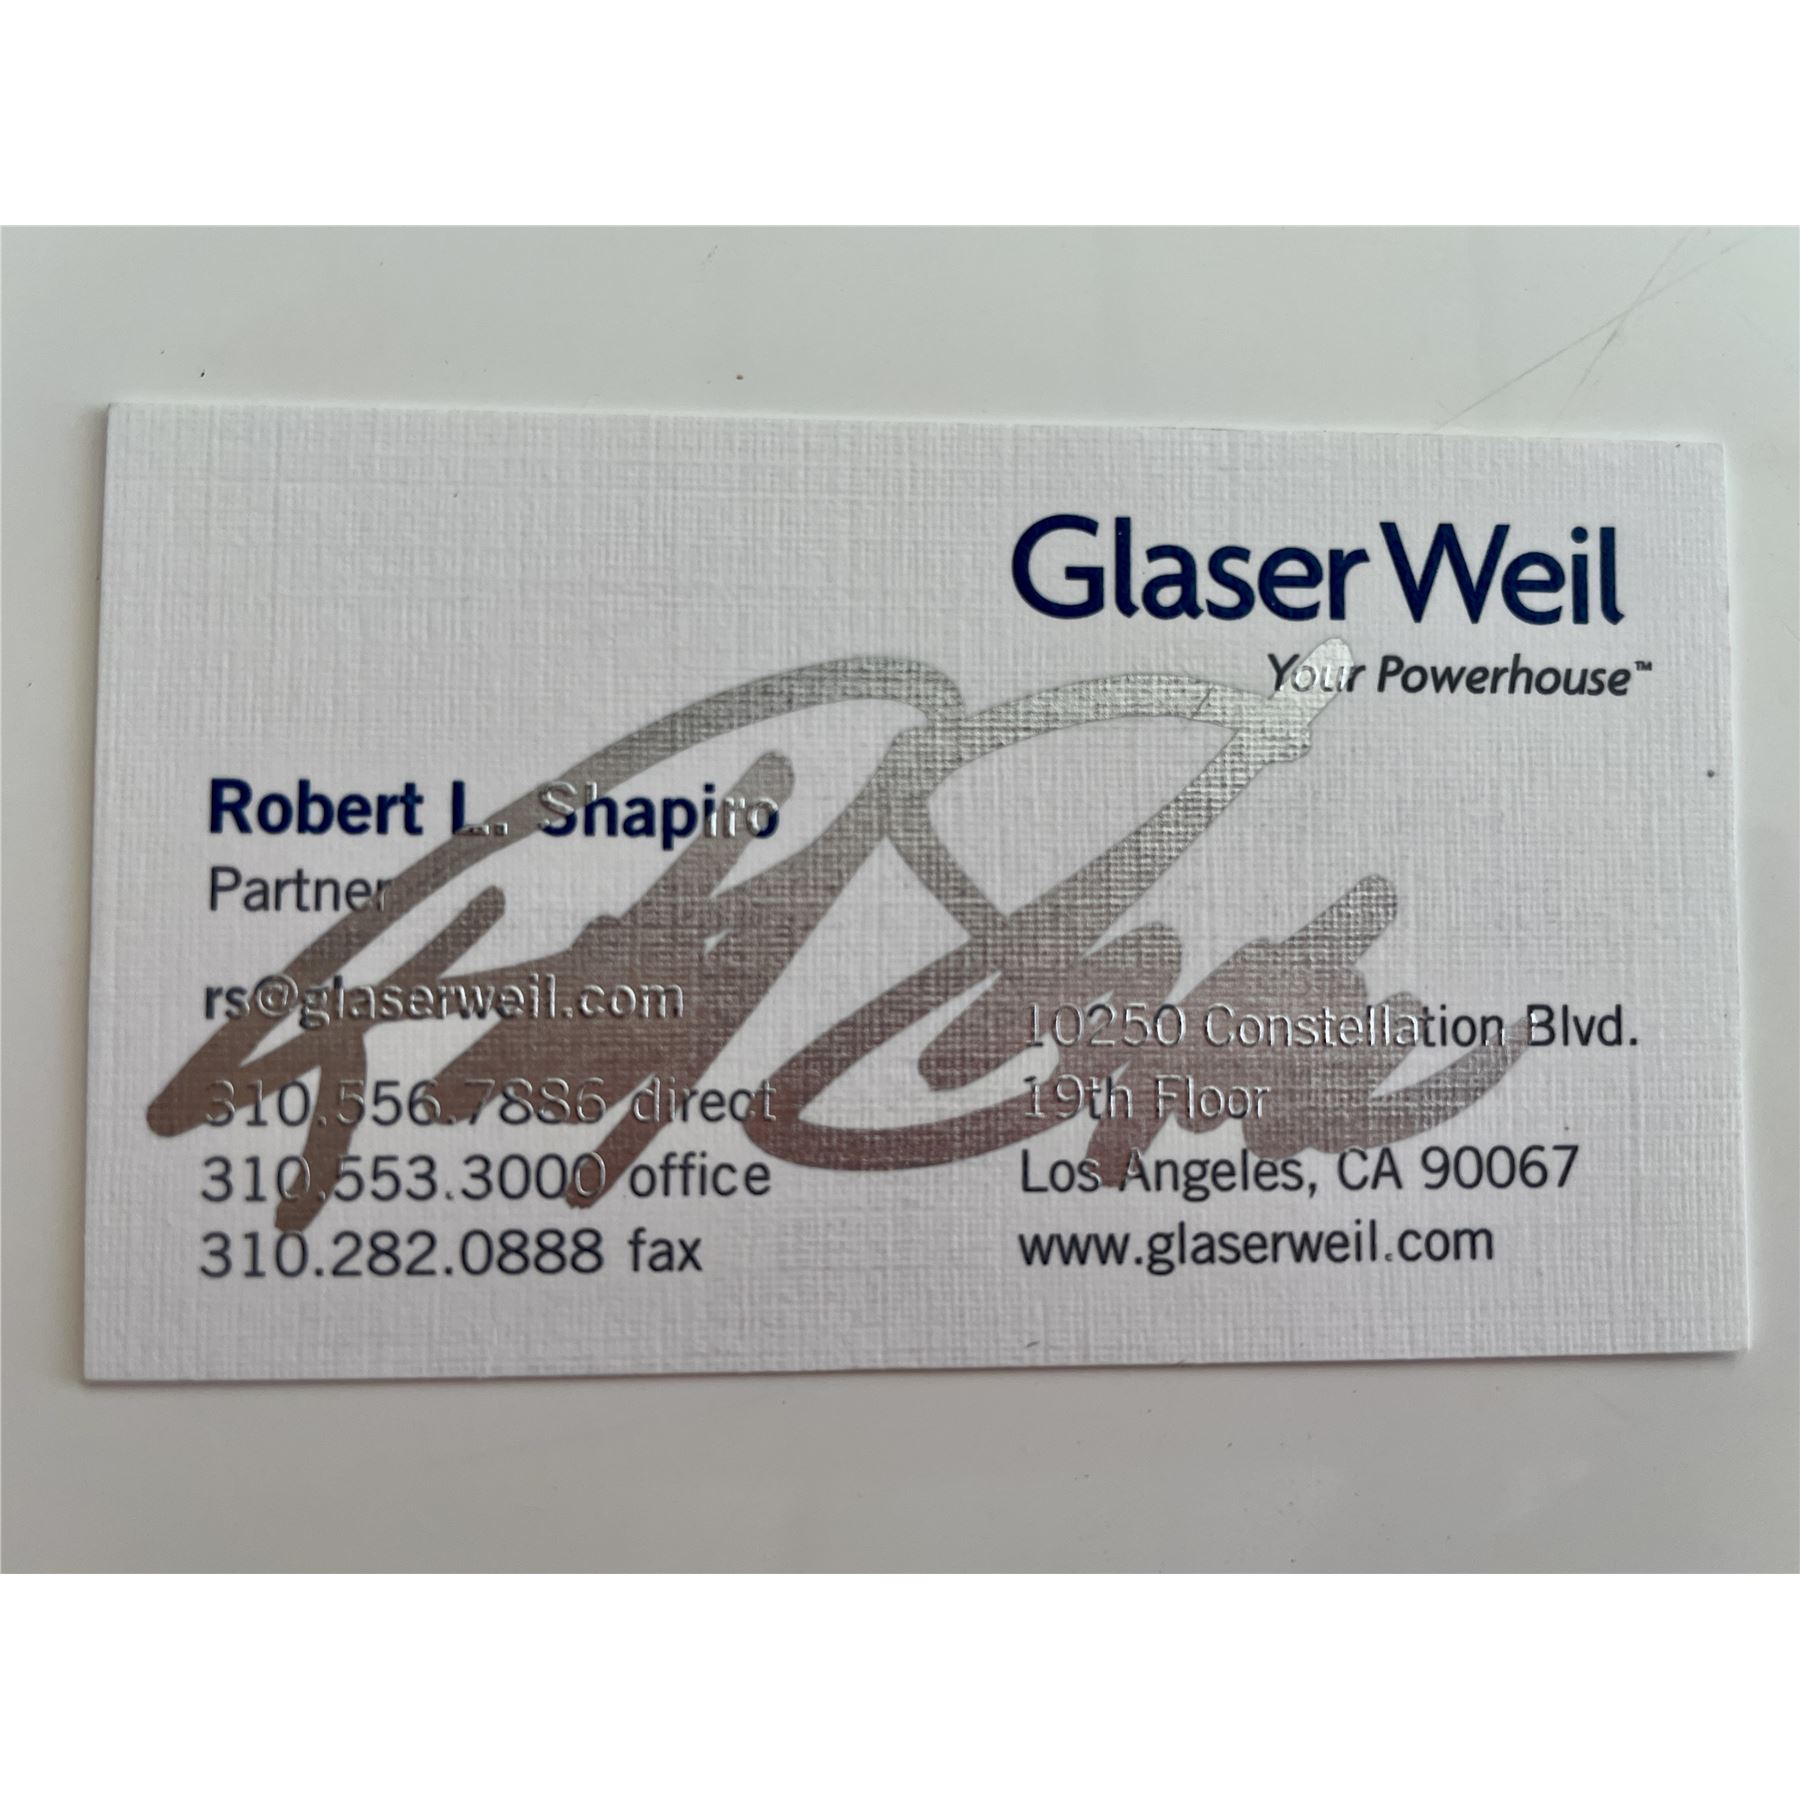 Glaser Weil
Your Powerhouse™
Robert L. Shapiro
Partner
rs@glaserweil.com
310.556.7886 direct
310.553.3000 office
310.282.0888 fax
10250 Constellation Blvd.
19th Floor
Los Angeles, CA 90067
www.glaserweil.com